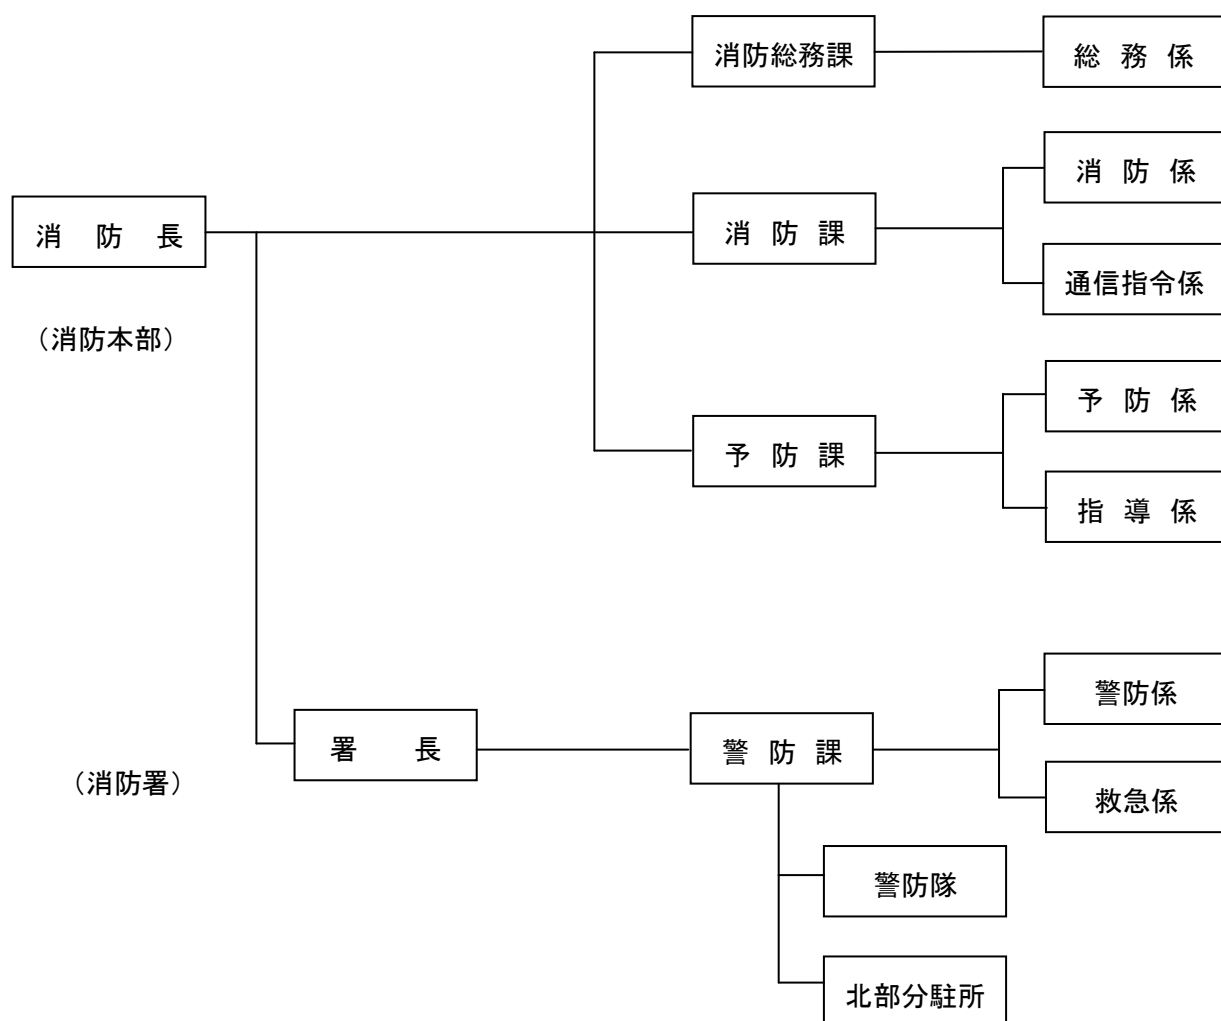 消防総務課
総務係
消防係
消防長
消防課
通信指令係
（消防本部）
予防係
予防課
指導係
警防係
署長
警防課
（消防署）
救急係
警防隊
北部分駐所